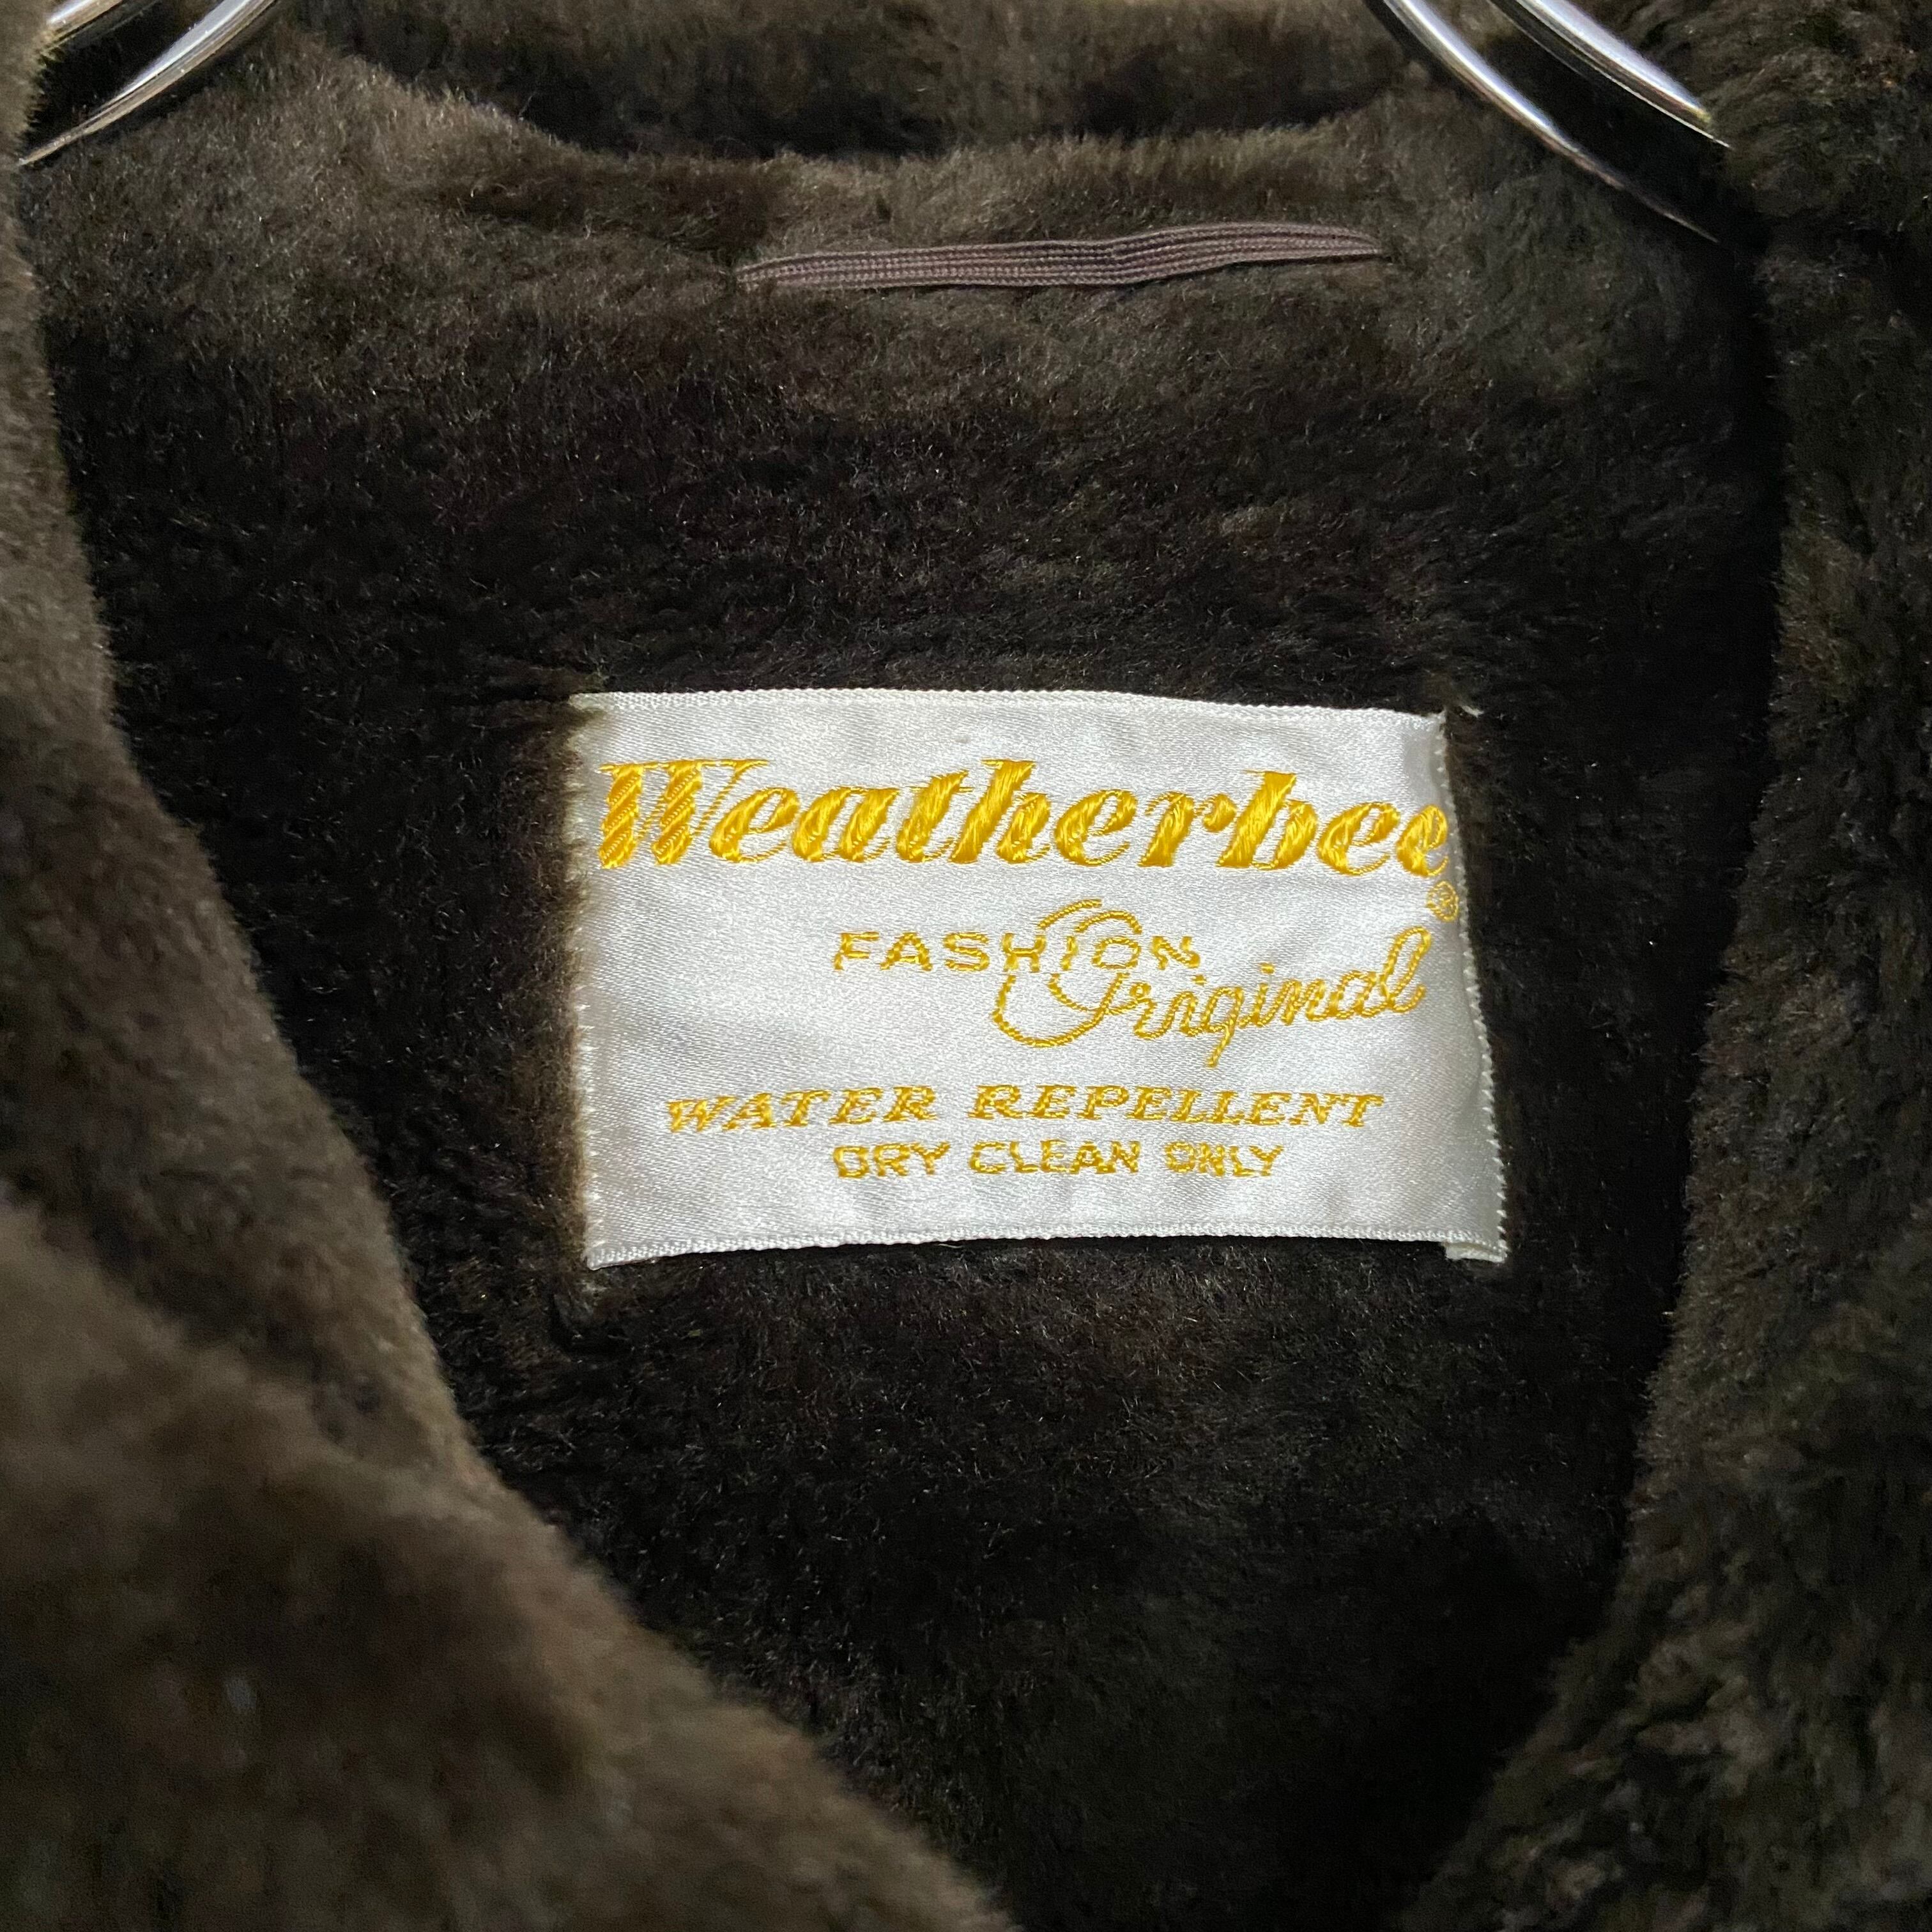 Weatherbee®
FASHION
Original
WATER REPELLENT
DRY CLEAN ONLY